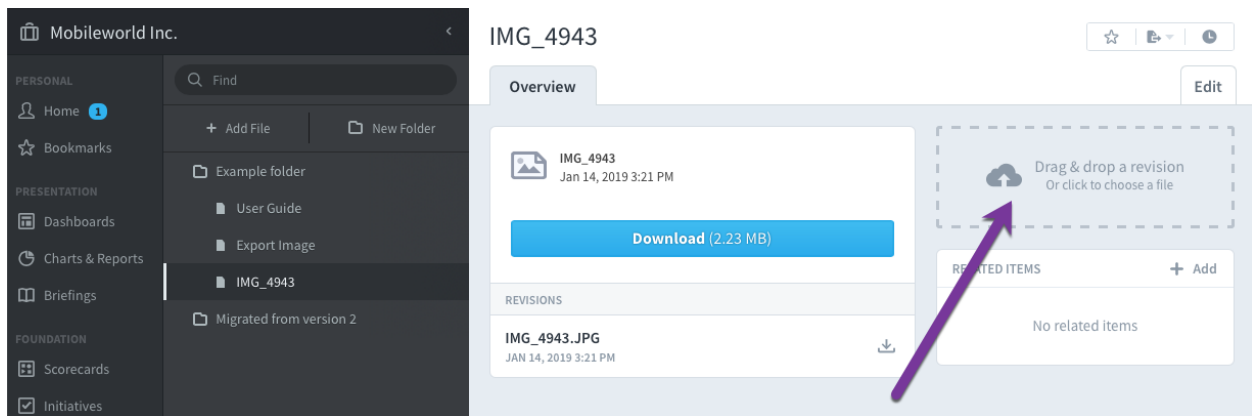 Mobileworld Inc.
PERSONAL
Home 1
Bookmarks
PRESENTATION
Dashboards
Charts & Reports
Briefings
FOUNDATION
Scorecards
Initiatives
Find
+ Add File
New Folder
Example folder
User Guide
Export Image
IMG_4943
Migrated from version 2
IMG_4943
Overview
Edit
IMG_4943
Jan 14, 2019 3:21 PM
Download (2.23 MB)
REVISIONS
IMG_4943.JPG
JAN 14, 2019 3:21 PM
Drag & drop a revision
Or click to choose a file
RELATED ITEMS
+ Add
No related items